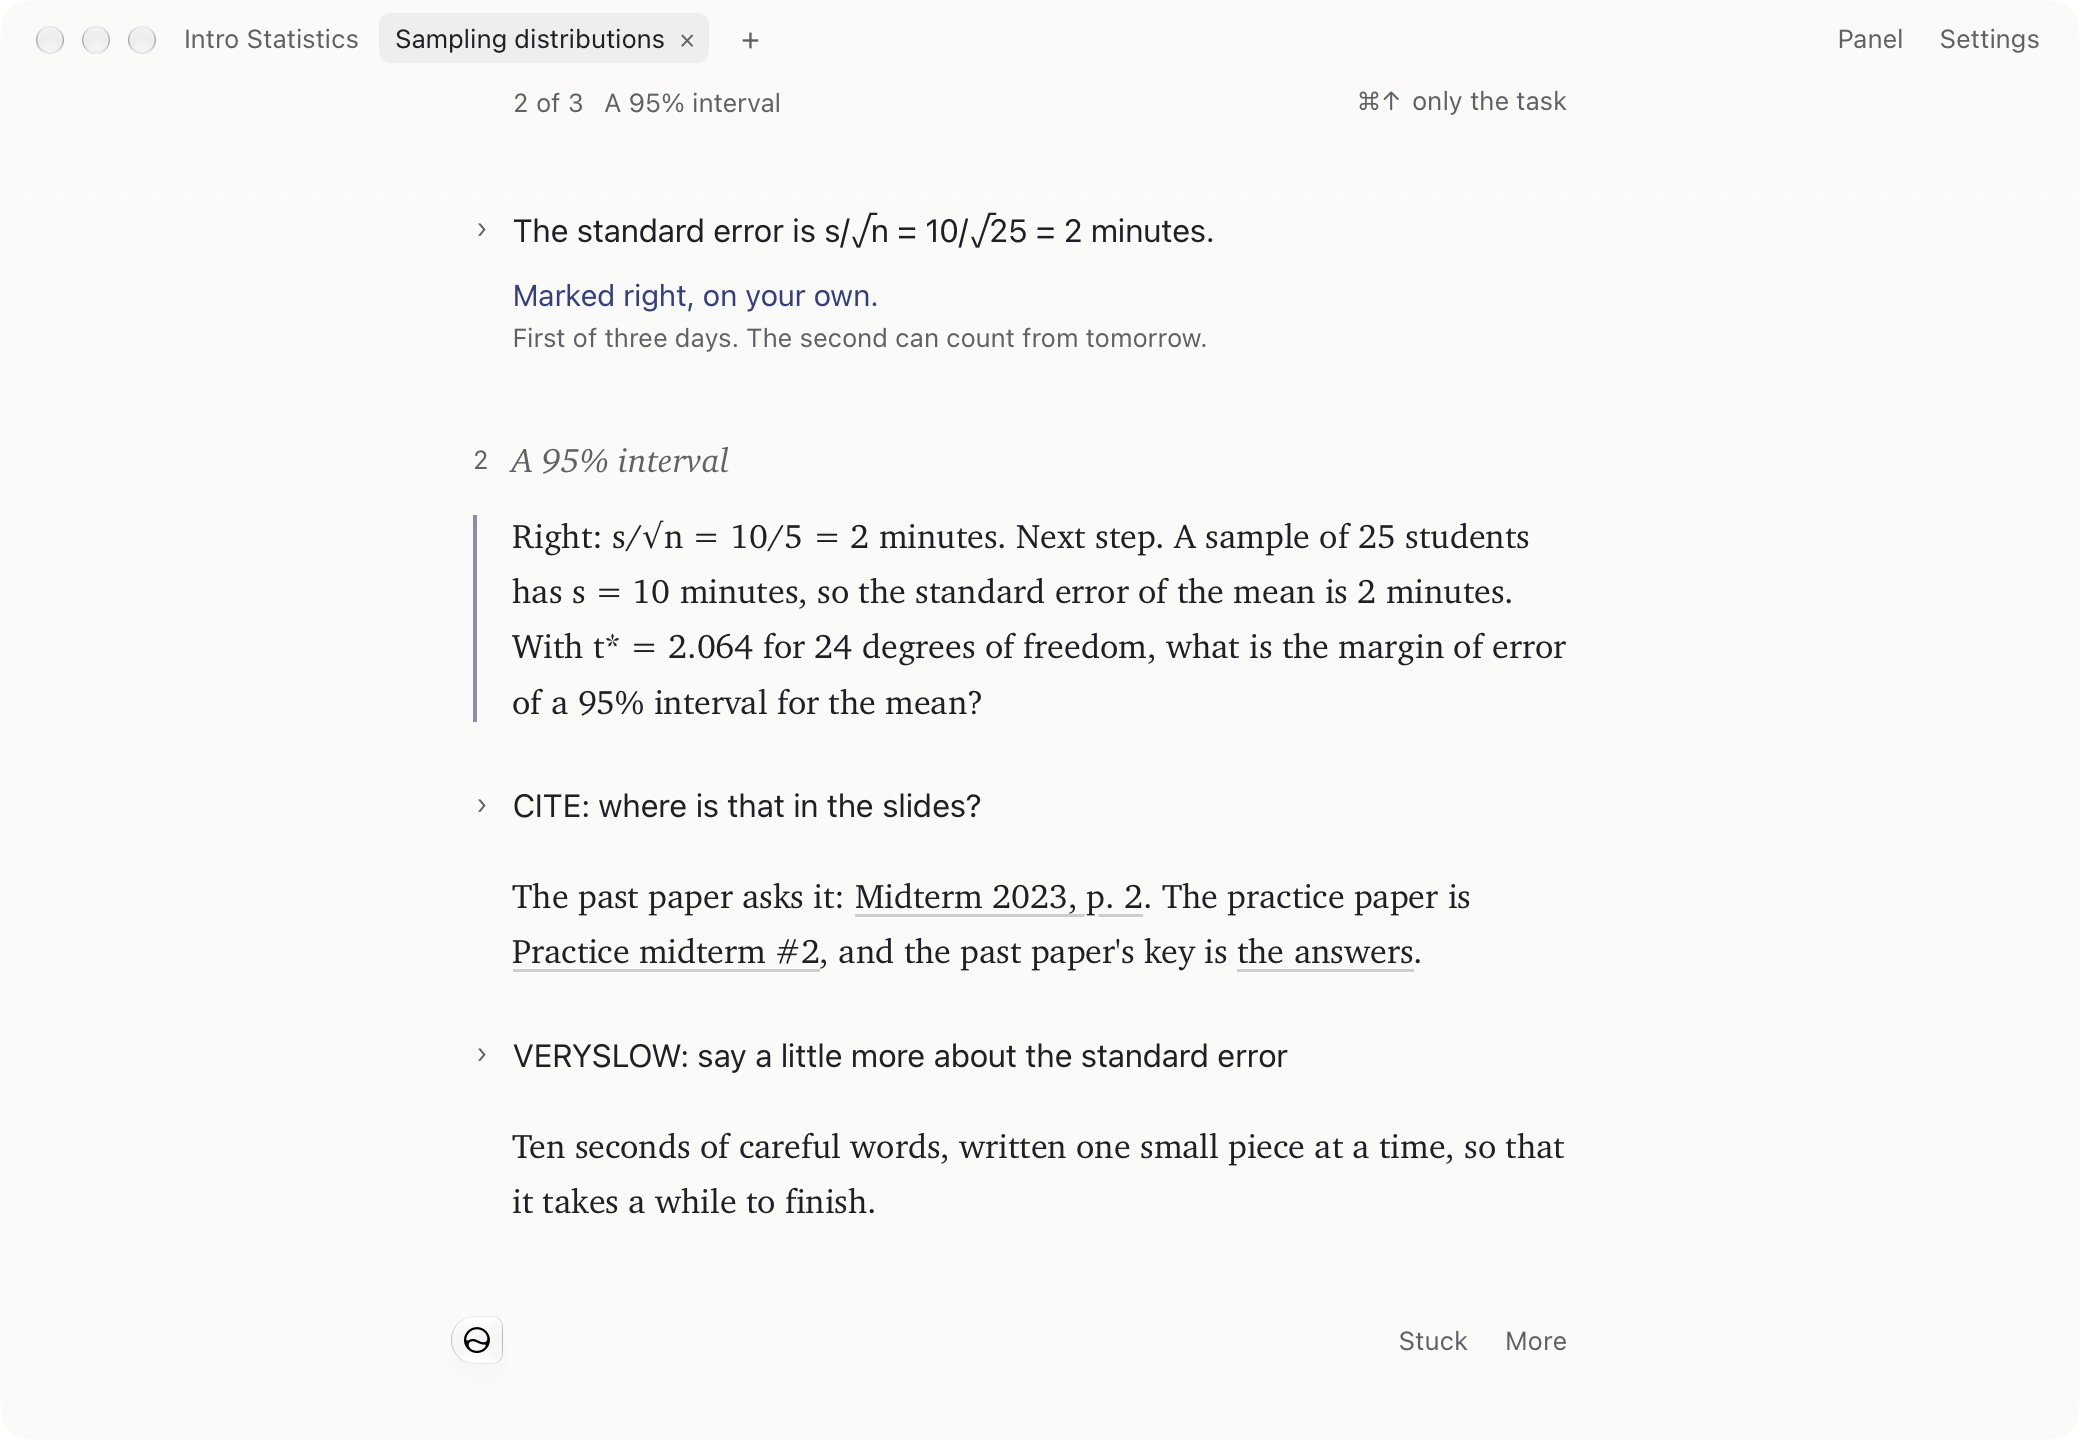 Intro Statistics Sampling distributions × + Panel Settings
2 of 3 A 95% interval ⌘↑ only the task
› The standard error is s/√n = 10/√25 = 2 minutes.
Marked right, on your own.
First of three days. The second can count from tomorrow.
2 A 95% interval
Right: s/√n = 10/5 = 2 minutes. Next step. A sample of 25 students
has s = 10 minutes, so the standard error of the mean is 2 minutes.
With t* = 2.064 for 24 degrees of freedom, what is the margin of error
of a 95% interval for the mean?
› CITE: where is that in the slides?
The past paper asks it: Midterm 2023, p. 2. The practice paper is
Practice midterm #2, and the past paper's key is the answers.
› VERYSLOW: say a little more about the standard error
Ten seconds of careful words, written one small piece at a time, so that
it takes a while to finish.
Stuck More